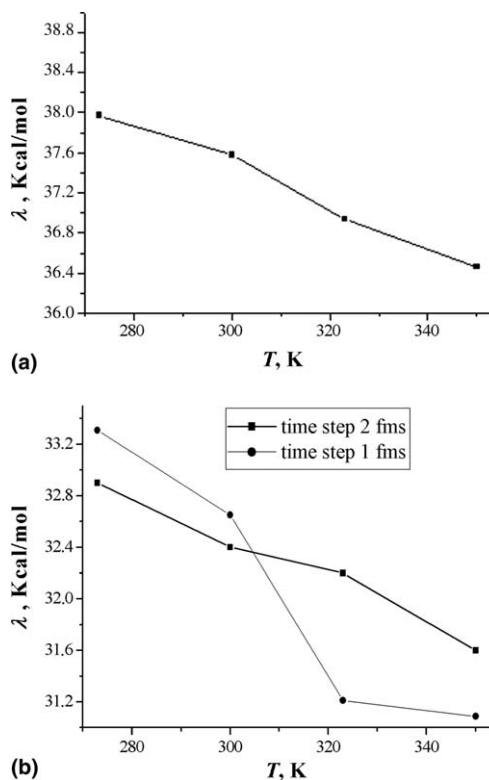 38.8
38.4
38.0
37.6
37.2
36.8
36.4
36.0
λ , Kcal/mol
280 300 320 340
T, K
(a)
time step 2 fms
time step 1 fms
33.2
32.8
32.4
32.0
31.6
31.2
λ , Kcal/mol
280 300 320 340
T, K
(b)